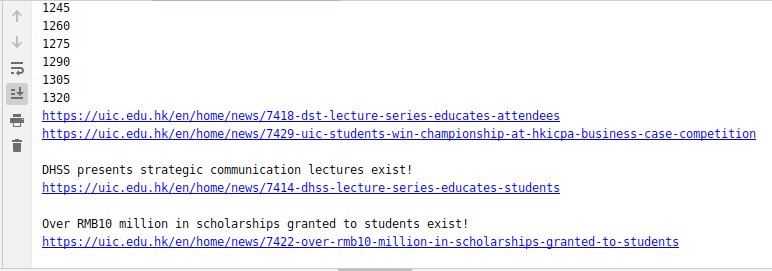 1245
1260
1275
1290
1305
1320
https://uic.edu.hk/en/home/news/7418-dst-lecture-series-educates-attendees
https://uic.edu.hk/en/home/news/7429-uic-students-win-championship-at-hkicpa-business-case-competition
DHSS presents strategic communication lectures exist!
https://uic.edu.hk/en/home/news/7414-dhss-lecture-series-educates-students
Over RMB10 million in scholarships granted to students exist!
https://uic.edu.hk/en/home/news/7422-over-rmb10-million-in-scholarships-granted-to-students